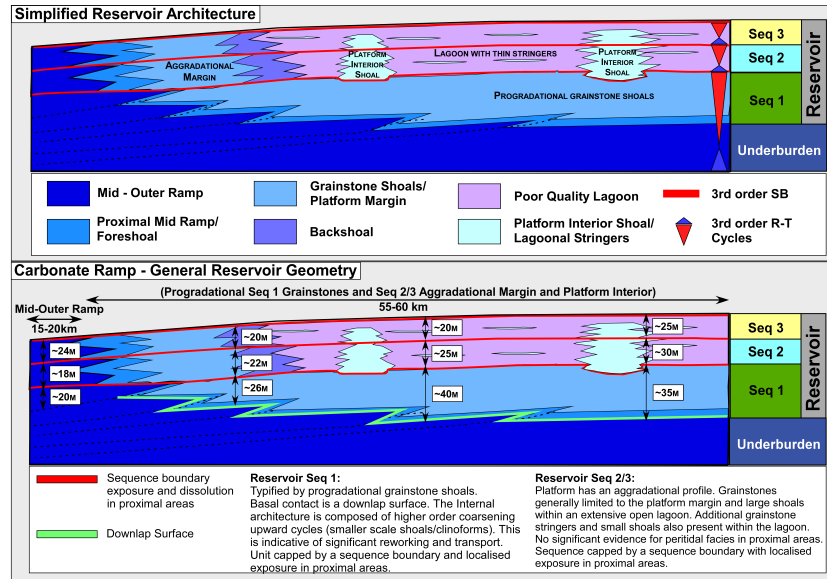 Simplified Reservoir Architecture
AGGRADATIONAL
MARGIN
PLATFORM
INTERIOR
SHOAL
LAGOON WITH THIN STRINGERS
PLATFORM
INTERIOR
SHOAL
PROGRADATIONAL GRAINSTONE SHOALS
Seq 3
Seq 2
Seq 1
Underburden
Reservoir
Mid - Outer Ramp
Proximal Mid Ramp/
Foreshoal
Grainstone Shoals/
Platform Margin
Backshoal
Poor Quality Lagoon
Platform Interior Shoal/
Lagoonal Stringers
3rd order SB
3rd order R-T
Cycles
Carbonate Ramp - General Reservoir Geometry
(Progradational Seq 1 Grainstones and Seq 2/3 Aggradational Margin and Platform Interior)
55-60 km
Mid-Outer Ramp
15-20km
~24M
~18M
~20M
~20M
~22M
~26M
~20M
~25M
~40M
~25M
~30M
~35M
Seq 3
Seq 2
Seq 1
Underburden
Reservoir
Sequence boundary
exposure and dissolution
in proximal areas
Downlap Surface
Reservoir Seq 1:
Typified by progradational grainstone shoals.
Basal contact is a downlap surface. The Internal
architecture is composed of higher order coarsening
upward cycles (smaller scale shoals/clinoforms). This
is indicative of significant reworking and transport.
Unit capped by a sequence boundary and localised
exposure in proximal areas.
Reservoir Seq 2/3:
Platform has an aggradational profile. Grainstones
generally limited to the platform margin and large shoals
within an extensive open lagoon. Additional grainstone
stringers and small shoals also present within the lagoon.
No significant evidence for peritidal facies in proximal areas.
Sequence capped by a sequence boundary with localised
exposure in proximal areas.